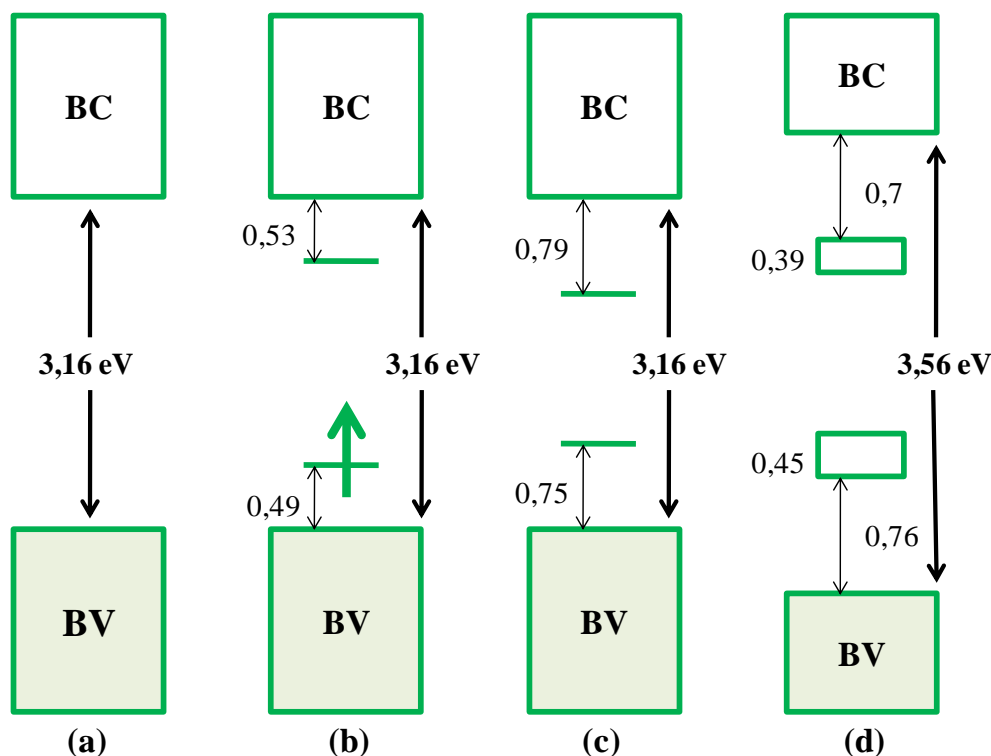 BC
BC
BC
BC
0,53
0,79
0,7
0,39
3,16 eV
3,16 eV
3,16 eV
3,56 eV
0,49
0,75
0,45
0,76
BV
BV
BV
BV
(a)
(b)
(c)
(d)